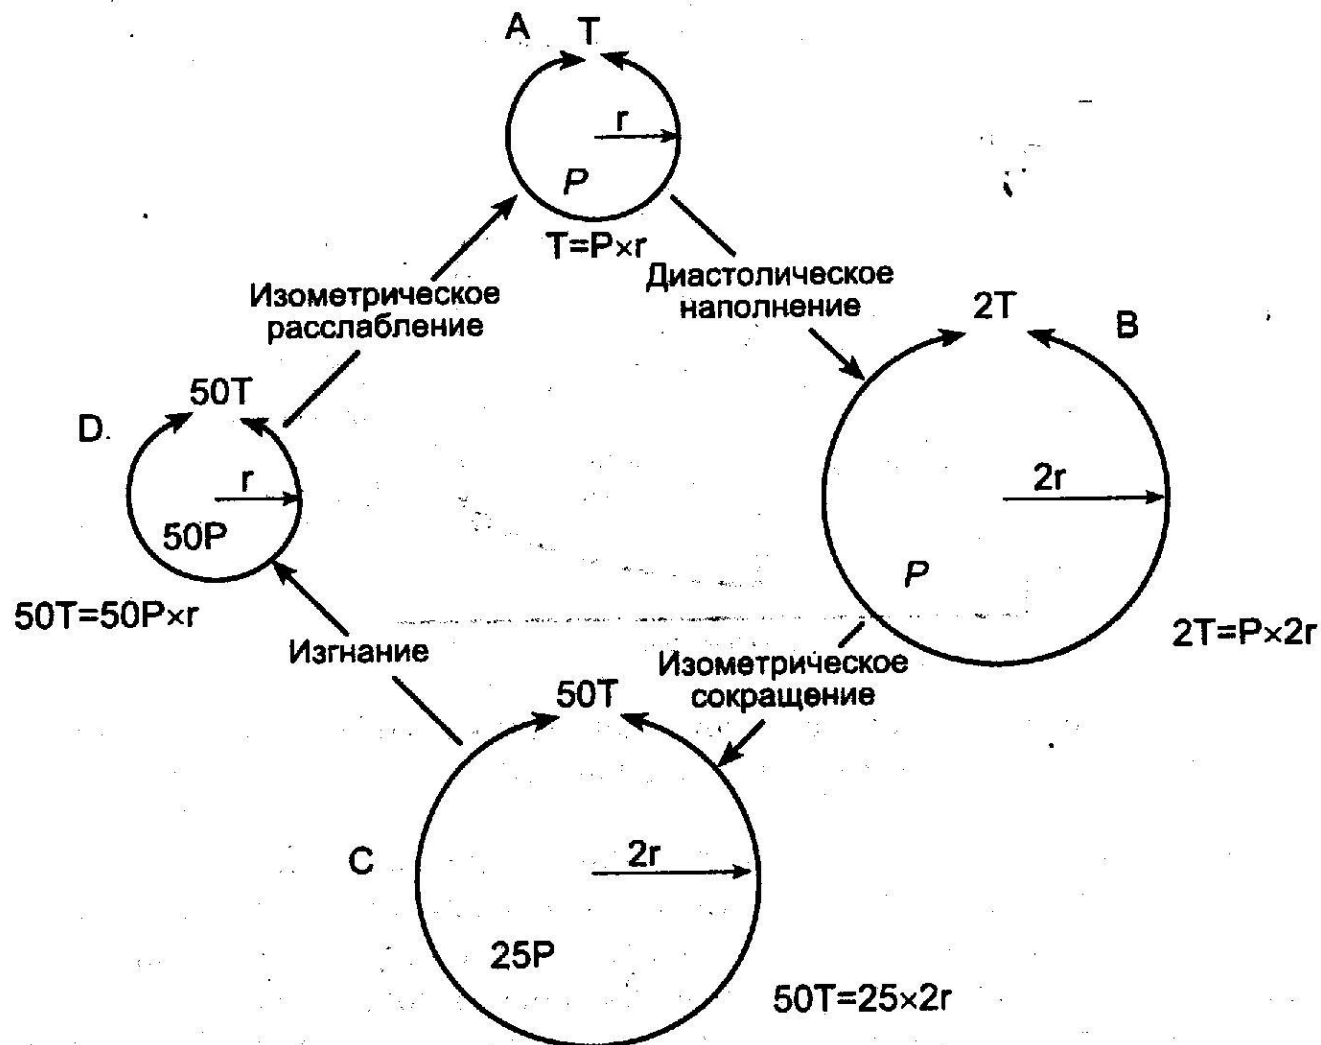 A
T
r
P
T=P×r
Изометрическое
расслабление
Диастолическое
наполнение
2T
B
2r
P
2T=P×2r
50T
D.
r
50P
50T=50P×r
Изгнание
Изометрическое
сокращение
50T
C
2r
25P
50T=25×2r